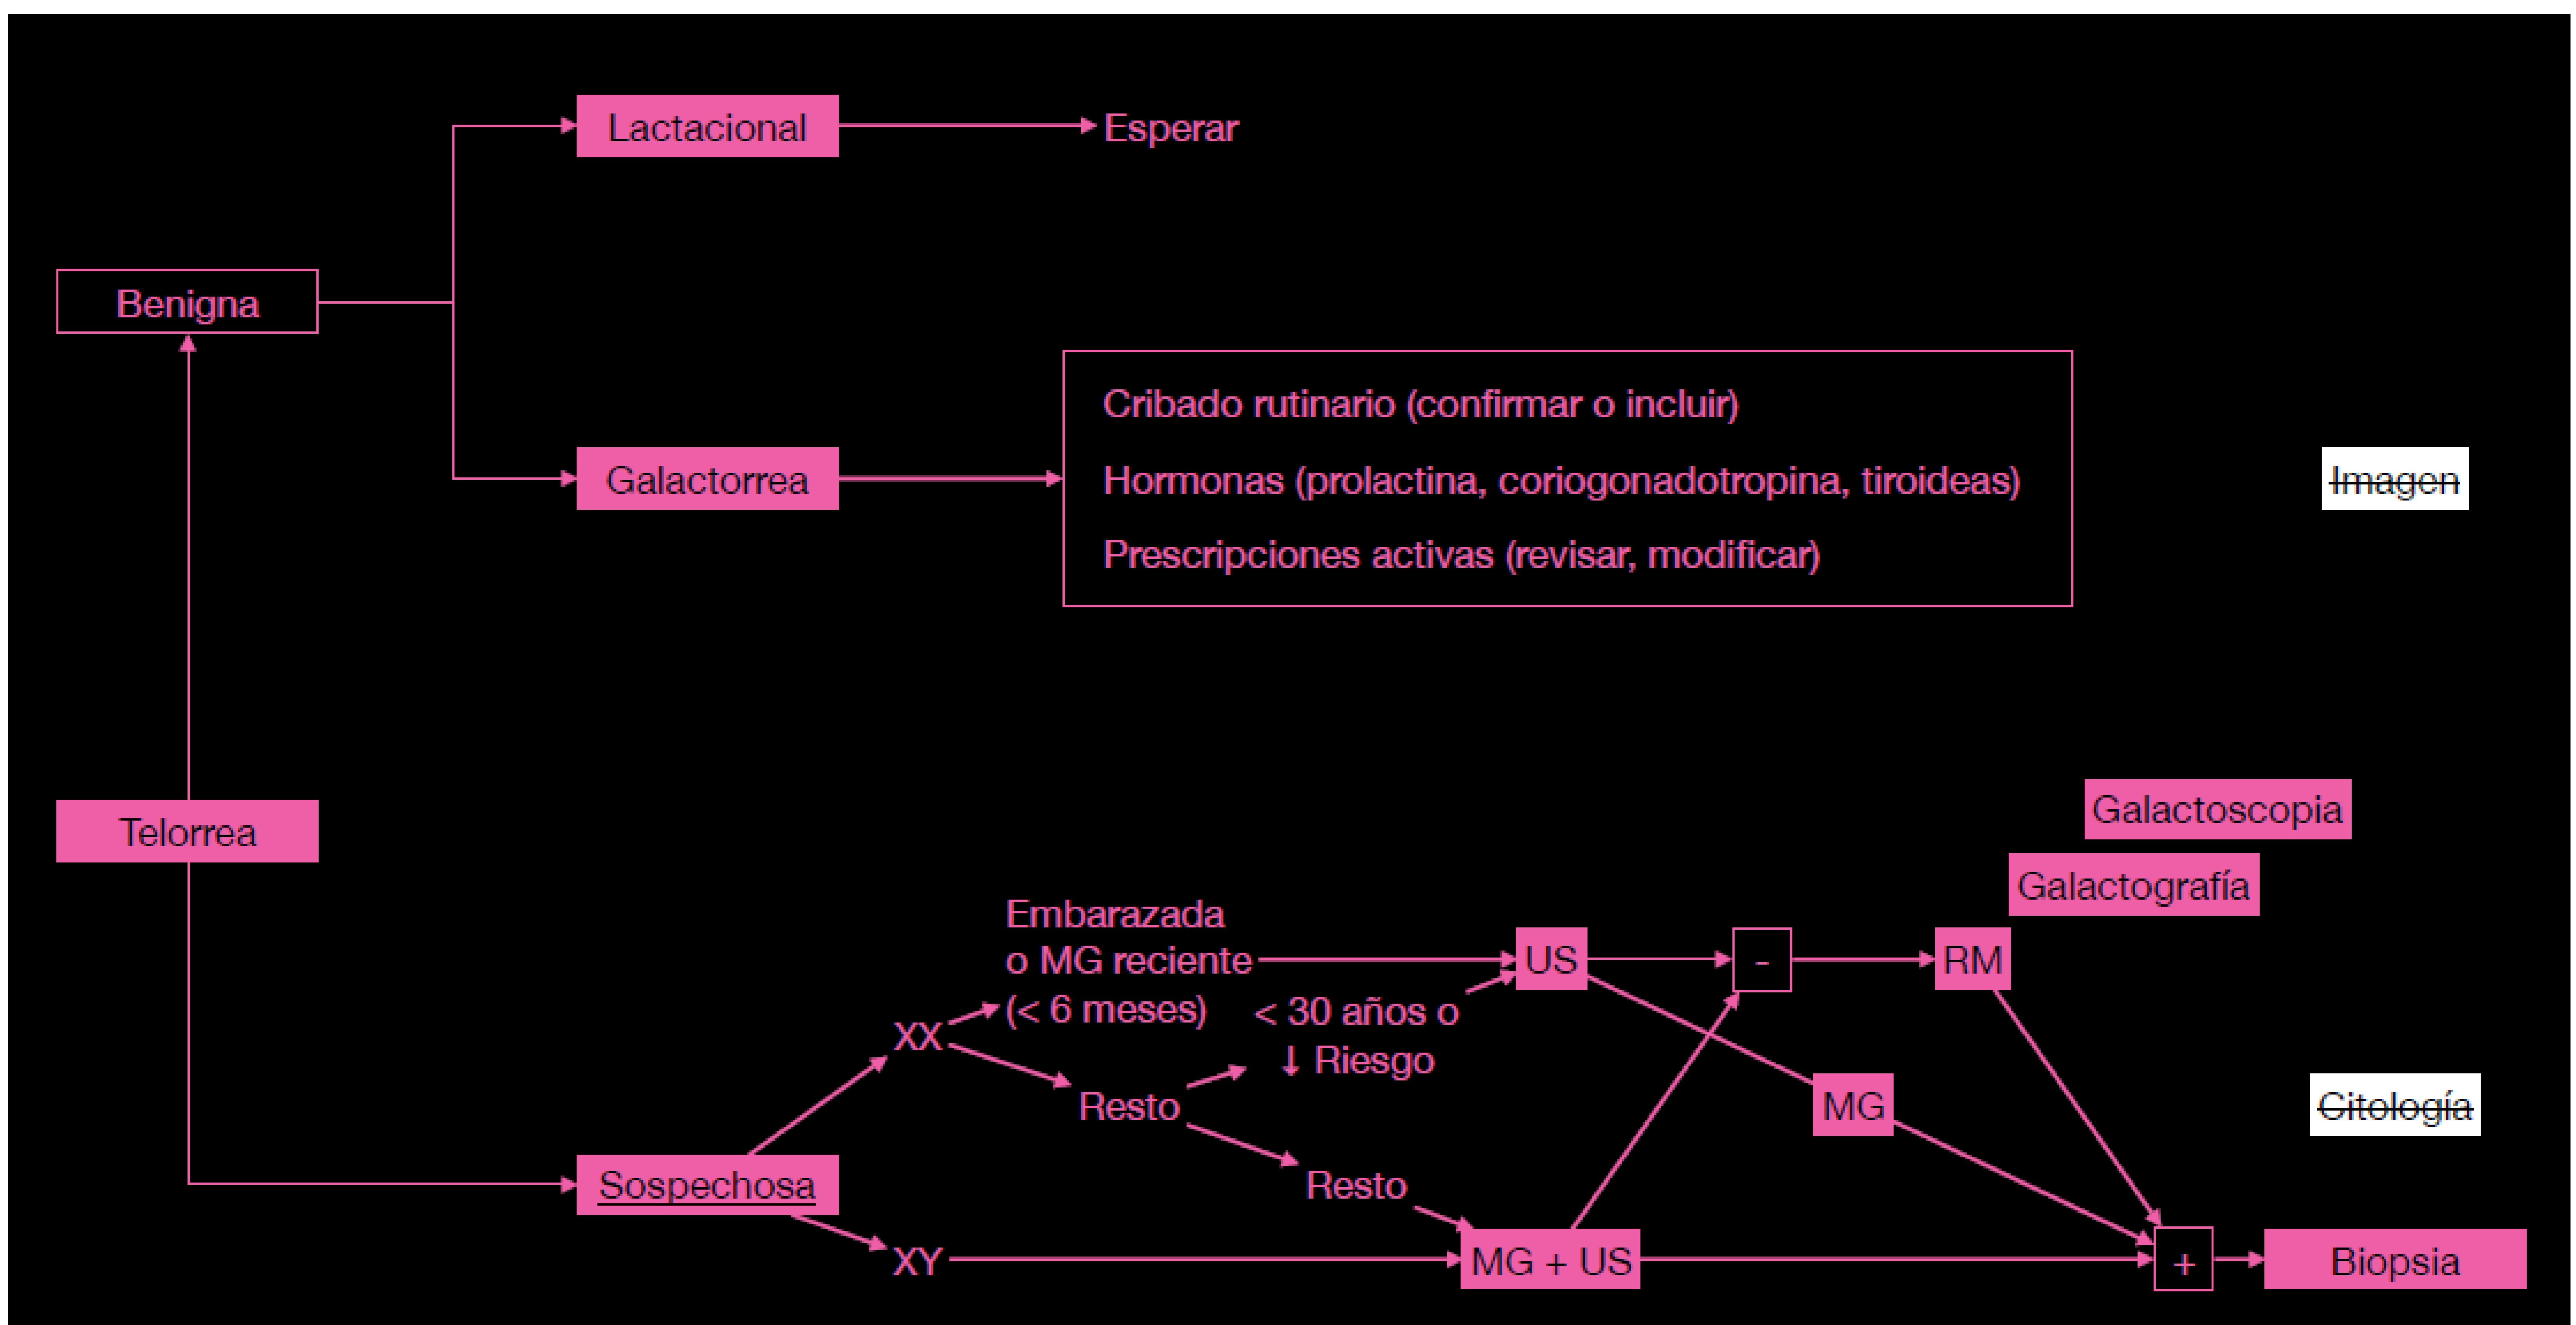 Lactacional
Esperar
Benigna
Cribado rutinario (confirmar o incluir)
Galactorrea
Hormonas (prolactina, coriogonadotropina, tiroideas)
Imagen
Prescripciones activas (revisar, modificar)
Telorrea
Galactoscopia
Galactografía
Embarazada
o MG reciente
(< 6 meses)
US
-
RM
< 30 años o
↓ Riesgo
XX
Resto
MG
Citología
Sospechosa
Resto
XY
MG + US
+
Biopsia